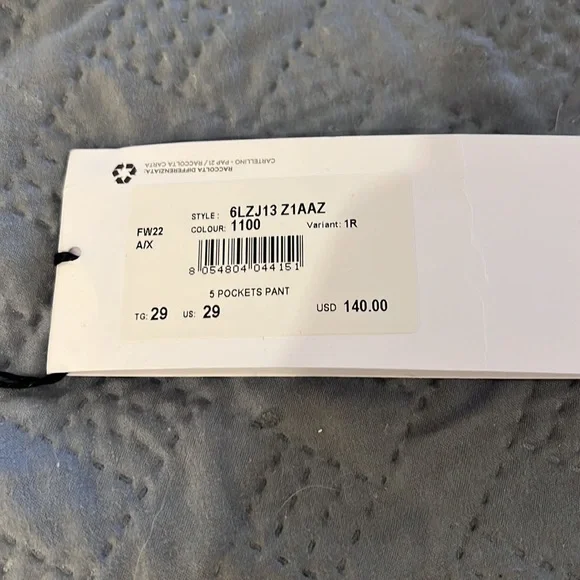 RACCOLTA DIFFERENZIATA:
CARTELLINO - PAP 21 / RACCOLTA CARTA
FW22
A/X
STYLE : 6LZJ13 Z1AAZ
COLOUR: 1100 Variant: 1R
8 054804 044151
5 POCKETS PANT
TG: 29 US: 29 USD 140.00